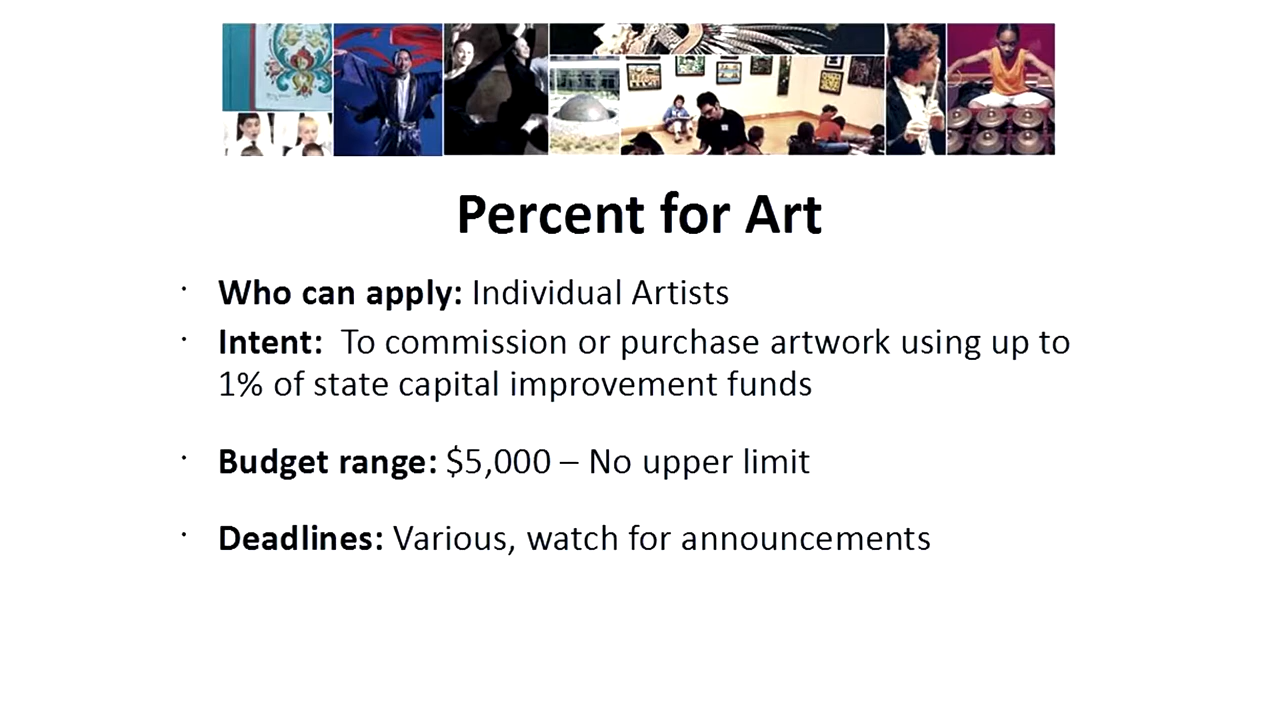 Percent for Art
· Who can apply: Individual Artists
· Intent: To commission or purchase artwork using up to
1% of state capital improvement funds
· Budget range: $5,000 – No upper limit
· Deadlines: Various, watch for announcements